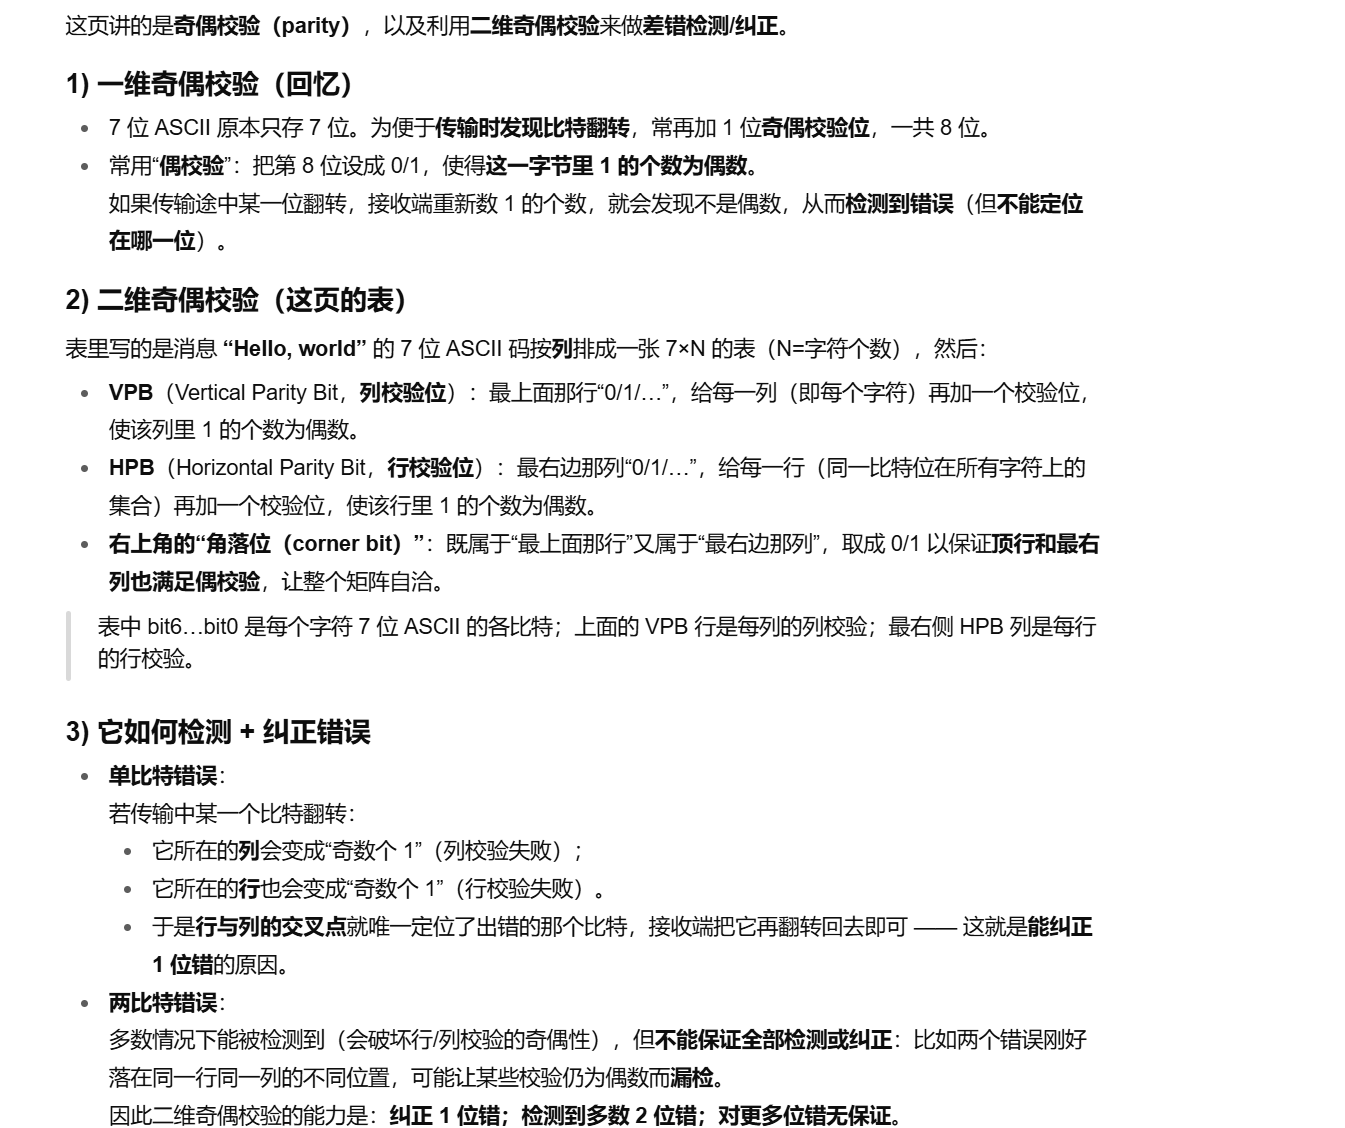 这页讲的是奇偶校验（parity），以及利用二维奇偶校验来做差错检测/纠正。
1) 一维奇偶校验（回忆）
• 7 位 ASCII 原本只存 7 位。为便于传输时发现比特翻转，常再加 1 位奇偶校验位，一共 8 位。
• 常用“偶校验”：把第 8 位设成 0/1，使得这一字节里 1 的个数为偶数。
如果传输途中某一位翻转，接收端重新数 1 的个数，就会发现不是偶数，从而检测到错误（但不能定位
在哪一位）。
2) 二维奇偶校验（这页的表）
表里写的是消息 “Hello, world” 的 7 位 ASCII 码按列排成一张 7×N 的表（N=字符个数），然后：
• VPB（Vertical Parity Bit，列校验位）：最上面那行“0/1/…”，给每一列（即每个字符）再加一个校验位，
使该列里 1 的个数为偶数。
• HPB（Horizontal Parity Bit，行校验位）：最右边那列“0/1/…”，给每一行（同一比特位在所有字符上的
集合）再加一个校验位，使该行里 1 的个数为偶数。
• 右上角的“角落位（corner bit）”：既属于“最上面那行”又属于“最右边那列”，取成 0/1 以保证顶行和最右
列也满足偶校验，让整个矩阵自洽。
表中 bit6…bit0 是每个字符 7 位 ASCII 的各比特；上面的 VPB 行是每列的列校验；最右侧 HPB 列是每行
的行校验。
3) 它如何检测 + 纠正错误
• 单比特错误：
若传输中某一个比特翻转：
• 它所在的列会变成“奇数个 1”（列校验失败）；
• 它所在的行也会变成“奇数个 1”（行校验失败）。
• 于是行与列的交叉点就唯一定位了出错的那个比特，接收端把它再翻转回去即可 —— 这就是能纠正
1 位错的原因。
• 两比特错误：
多数情况下能被检测到（会破坏行/列校验的奇偶性），但不能保证全部检测或纠正：比如两个错误刚好
落在同一行同一列的不同位置，可能让某些校验仍为偶数而漏检。
因此二维奇偶校验的能力是：纠正 1 位错；检测到多数 2 位错；对更多位错无保证。